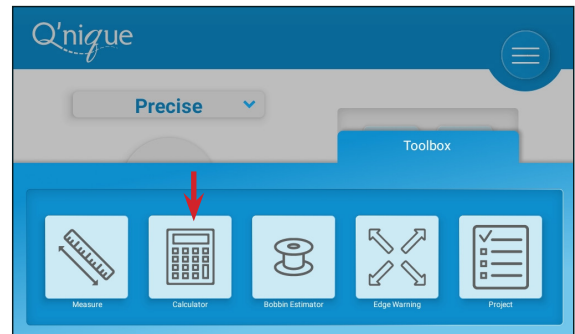 Q'nique
Precise
Toolbox
Measure
Calculator
Bobbin Estimator
Edge Warning
Project